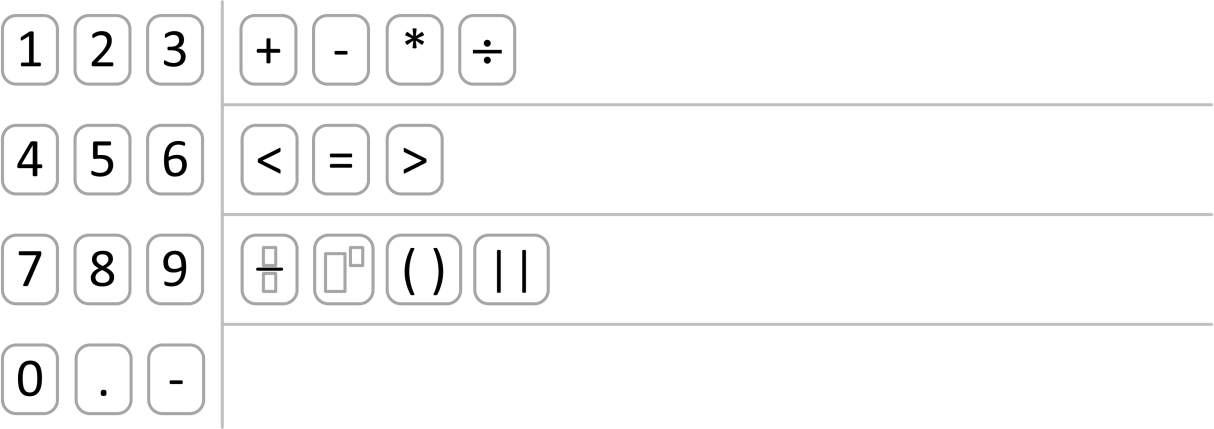 1 2 3 + - * ÷
4 5 6 < = >
7 8 9 ( ) | |
0 . -